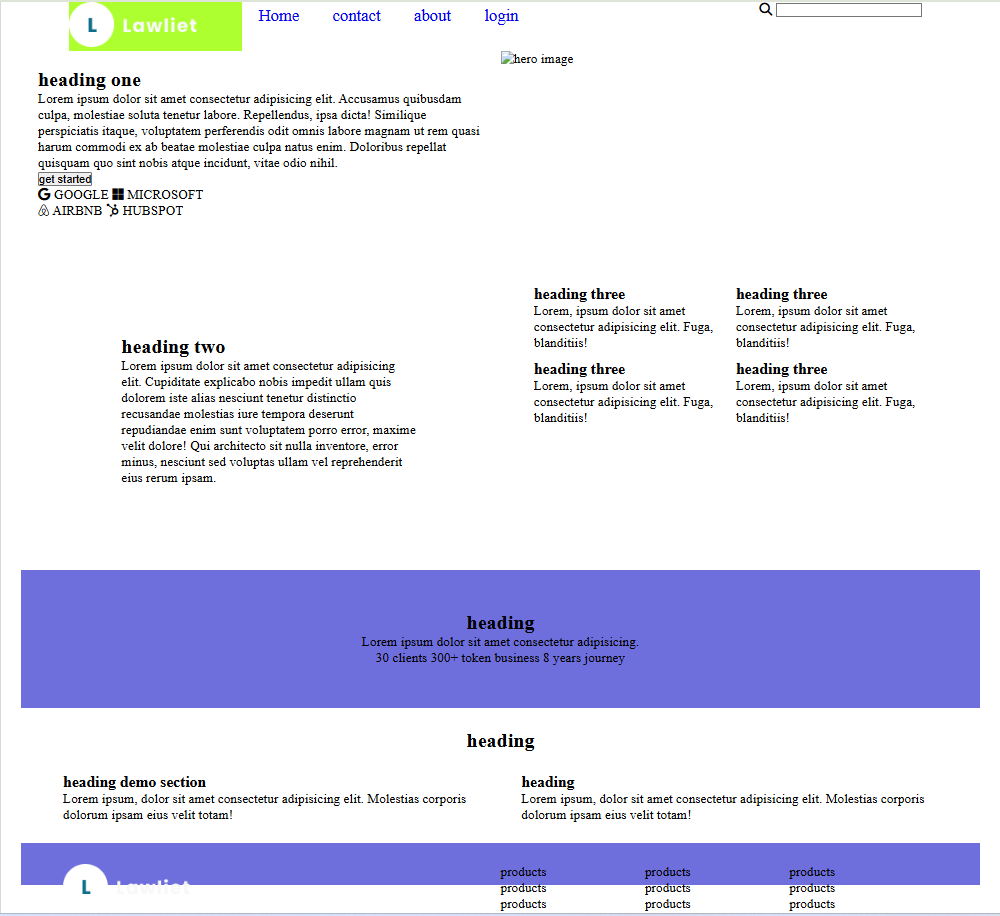 L Lawliet Home contact about login
hero image
heading one
Lorem ipsum dolor sit amet consectetur adipisicing elit. Accusamus quibusdam
culpa, molestiae soluta tenetur labore. Repellendus, ipsa dicta! Similique
perspiciatis itaque, voluptatem perferendis odit omnis labore magnam ut rem quasi
harum commodi ex ab beatae molestiae culpa natus enim. Doloribus repellat
quisquam quo sint nobis atque incidunt, vitae odio nihil.
get started
GOOGLE MICROSOFT
AIRBNB HUBSPOT
heading two
Lorem ipsum dolor sit amet consectetur adipisicing
elit. Cupiditate explicabo nobis impedit ullam quis
dolorem iste alias nesciunt tenetur distinctio
recusandae molestias iure tempora deserunt
repudiandae enim sunt voluptatem porro error, maxime
velit dolore! Qui architecto sit nulla inventore, error
minus, nesciunt sed voluptas ullam vel reprehenderit
eius rerum ipsam.
heading three
Lorem, ipsum dolor sit amet
consectetur adipisicing elit. Fuga,
blanditiis!
heading three
Lorem, ipsum dolor sit amet
consectetur adipisicing elit. Fuga,
blanditiis!
heading three
Lorem, ipsum dolor sit amet
consectetur adipisicing elit. Fuga,
blanditiis!
heading three
Lorem, ipsum dolor sit amet
consectetur adipisicing elit. Fuga,
blanditiis!
heading
Lorem ipsum dolor sit amet consectetur adipisicing.
30 clients 300+ token business 8 years journey
heading
heading demo section
Lorem ipsum, dolor sit amet consectetur adipisicing elit. Molestias corporis
dolorum ipsam eius velit totam!
heading
Lorem ipsum, dolor sit amet consectetur adipisicing elit. Molestias corporis
dolorum ipsam eius velit totam!
L Lawliet
products products products
products products products
products products products